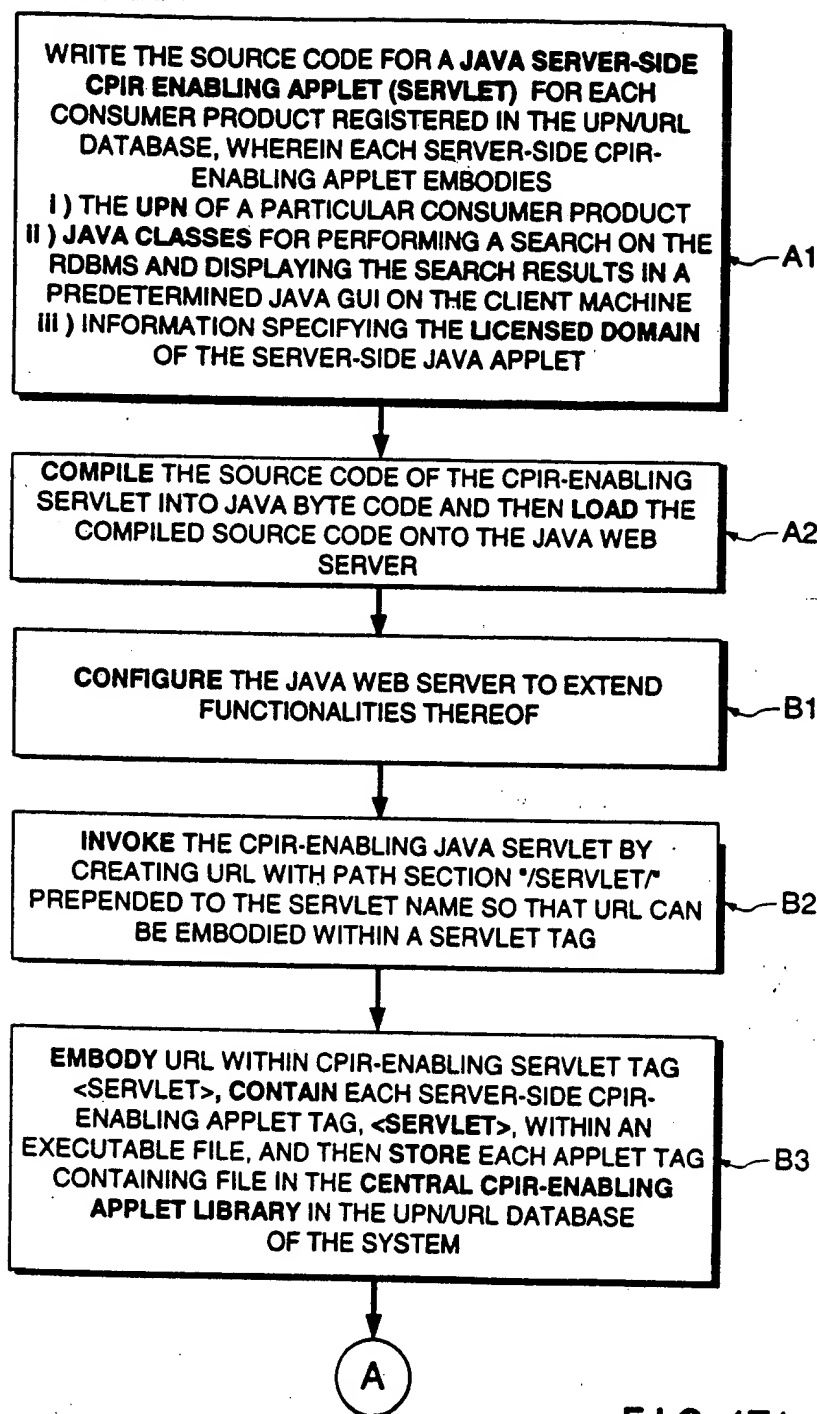 WRITE THE SOURCE CODE FOR A JAVA SERVER-SIDE
CPIR ENABLING APPLET (SERVLET) FOR EACH
CONSUMER PRODUCT REGISTERED IN THE UPN/URL
DATABASE, WHEREIN EACH SERVER-SIDE CPIR-
ENABLING APPLET EMBODIES
i ) THE UPN OF A PARTICULAR CONSUMER PRODUCT
ii ) JAVA CLASSES FOR PERFORMING A SEARCH ON THE
RDBMS AND DISPLAYING THE SEARCH RESULTS IN A
PREDETERMINED JAVA GUI ON THE CLIENT MACHINE
iii ) INFORMATION SPECIFYING THE LICENSED DOMAIN
OF THE SERVER-SIDE JAVA APPLET
A1
COMPILE THE SOURCE CODE OF THE CPIR-ENABLING
SERVLET INTO JAVA BYTE CODE AND THEN LOAD THE
COMPILED SOURCE CODE ONTO THE JAVA WEB
SERVER
A2
CONFIGURE THE JAVA WEB SERVER TO EXTEND
FUNCTIONALITIES THEREOF
B1
INVOKE THE CPIR-ENABLING JAVA SERVLET BY
CREATING URL WITH PATH SECTION "/SERVLET/"
PREPENDED TO THE SERVLET NAME SO THAT URL CAN
BE EMBODIED WITHIN A SERVLET TAG
B2
EMBODY URL WITHIN CPIR-ENABLING SERVLET TAG
<SERVLET>, CONTAIN EACH SERVER-SIDE CPIR-
ENABLING APPLET TAG, <SERVLET>, WITHIN AN
EXECUTABLE FILE, AND THEN STORE EACH APPLET TAG
CONTAINING FILE IN THE CENTRAL CPIR-ENABLING
APPLET LIBRARY IN THE UPN/URL DATABASE
OF THE SYSTEM
B3
A